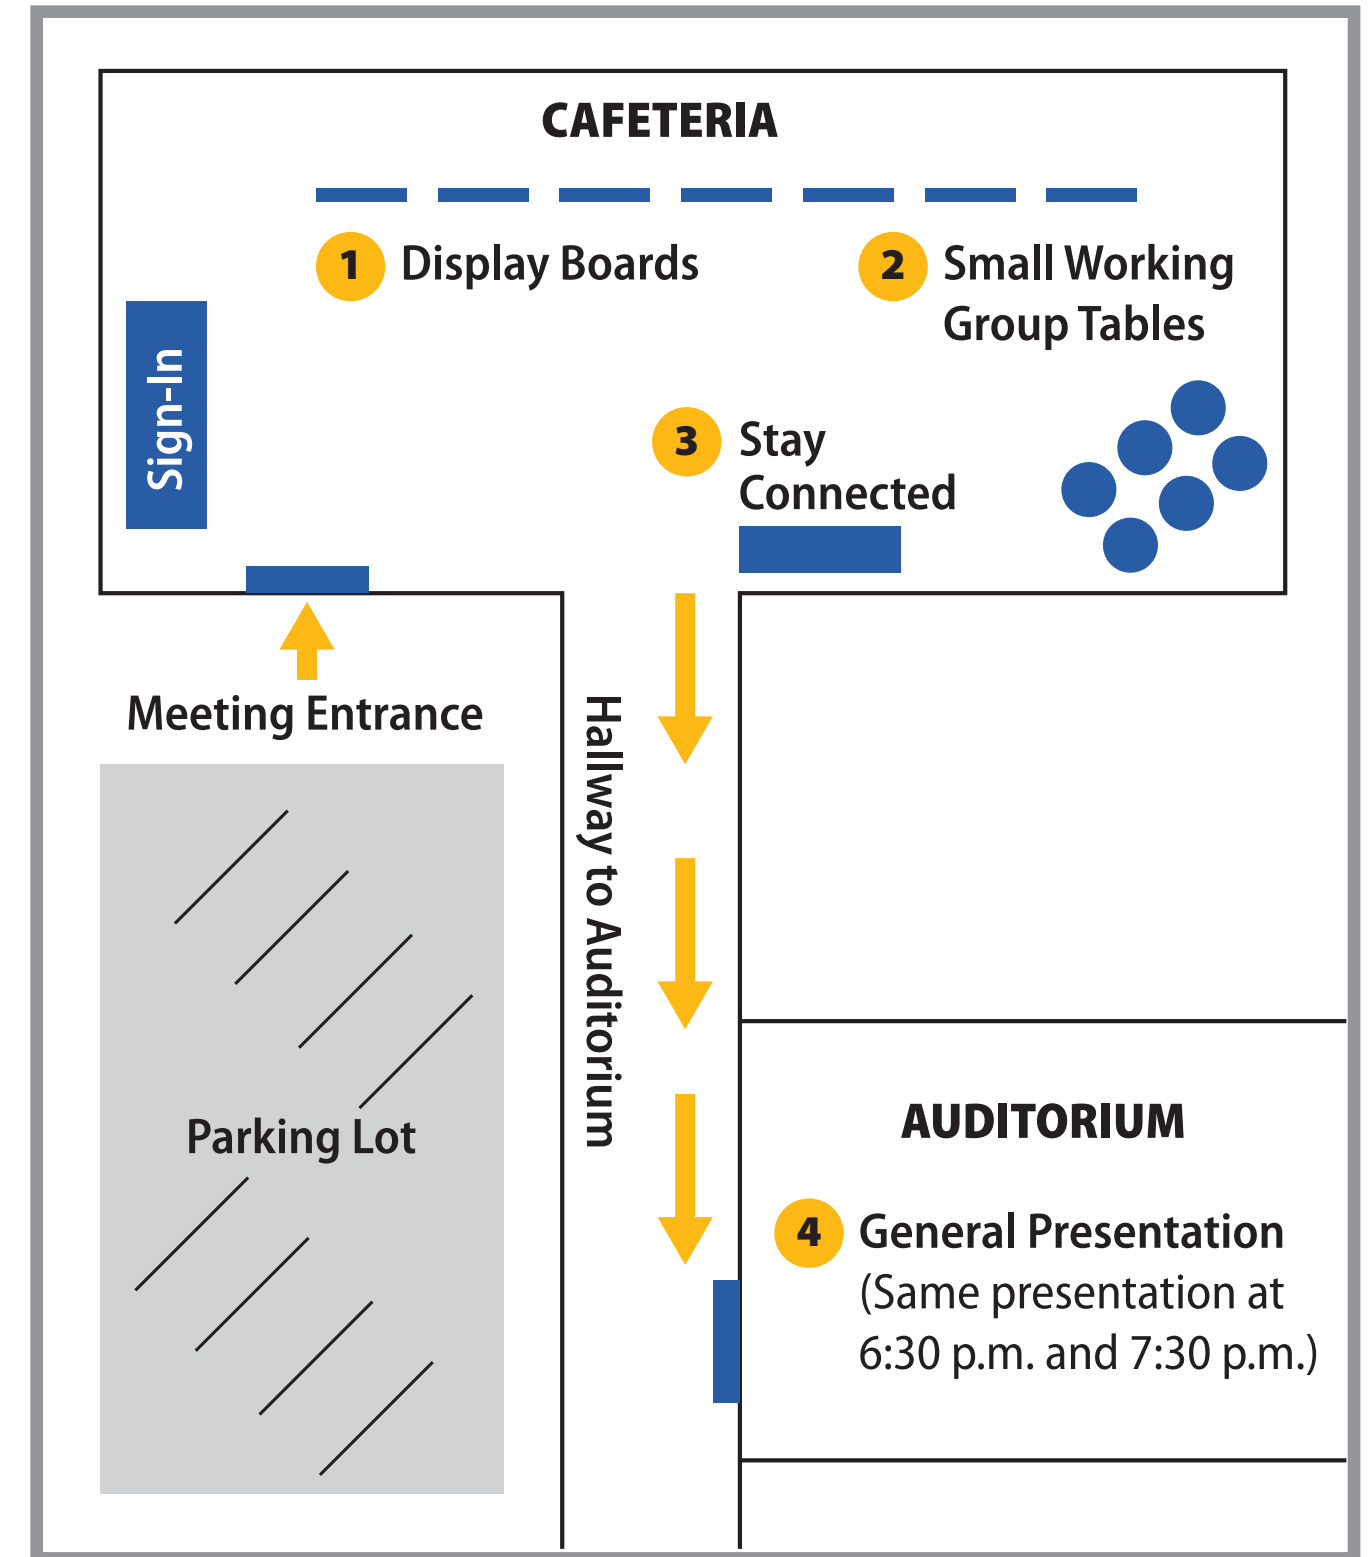 CAFETERIA
1 Display Boards
2 Small Working
Group Tables
Sign-In
3 Stay
Connected
Meeting Entrance
Hallway to Auditorium
Parking Lot
AUDITORIUM
4 General Presentation
(Same presentation at
6:30 p.m. and 7:30 p.m.)